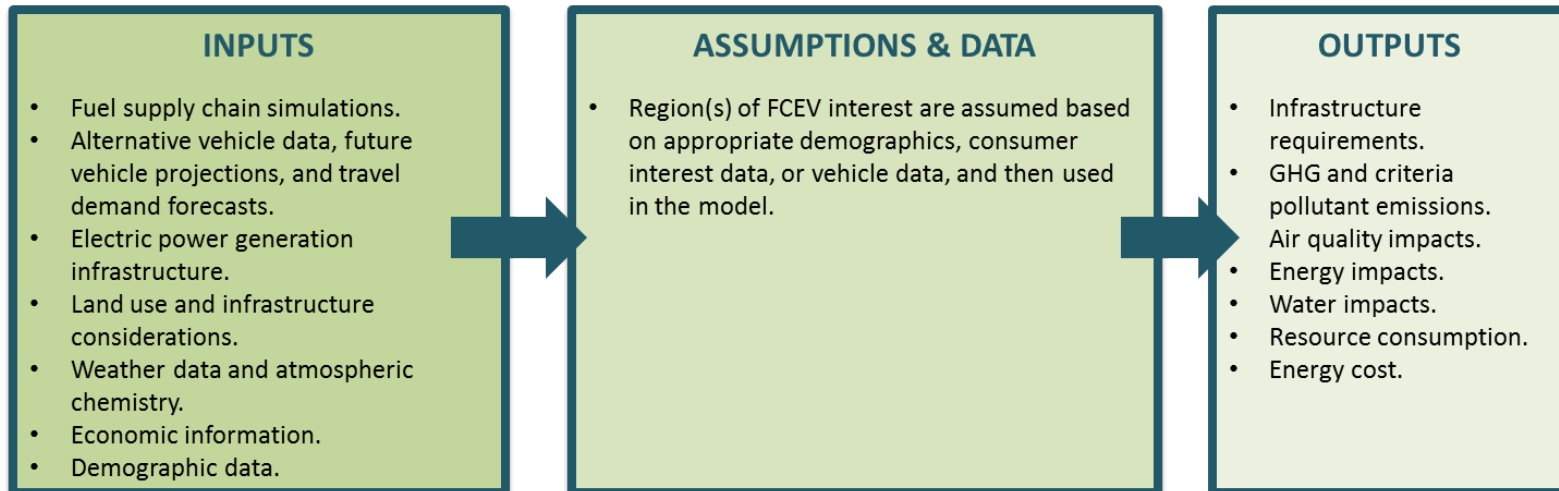 INPUTS
• Fuel supply chain simulations.
• Alternative vehicle data, future
vehicle projections, and travel
demand forecasts.
• Electric power generation
infrastructure.
• Land use and infrastructure
considerations.
• Weather data and atmospheric
chemistry.
• Economic information.
• Demographic data.
ASSUMPTIONS & DATA
• Region(s) of FCEV interest are assumed based
on appropriate demographics, consumer
interest data, or vehicle data, and then used
in the model.
OUTPUTS
• Infrastructure
requirements.
• GHG and criteria
pollutant emissions.
Air quality impacts.
• Energy impacts.
• Water impacts.
• Resource consumption.
• Energy cost.